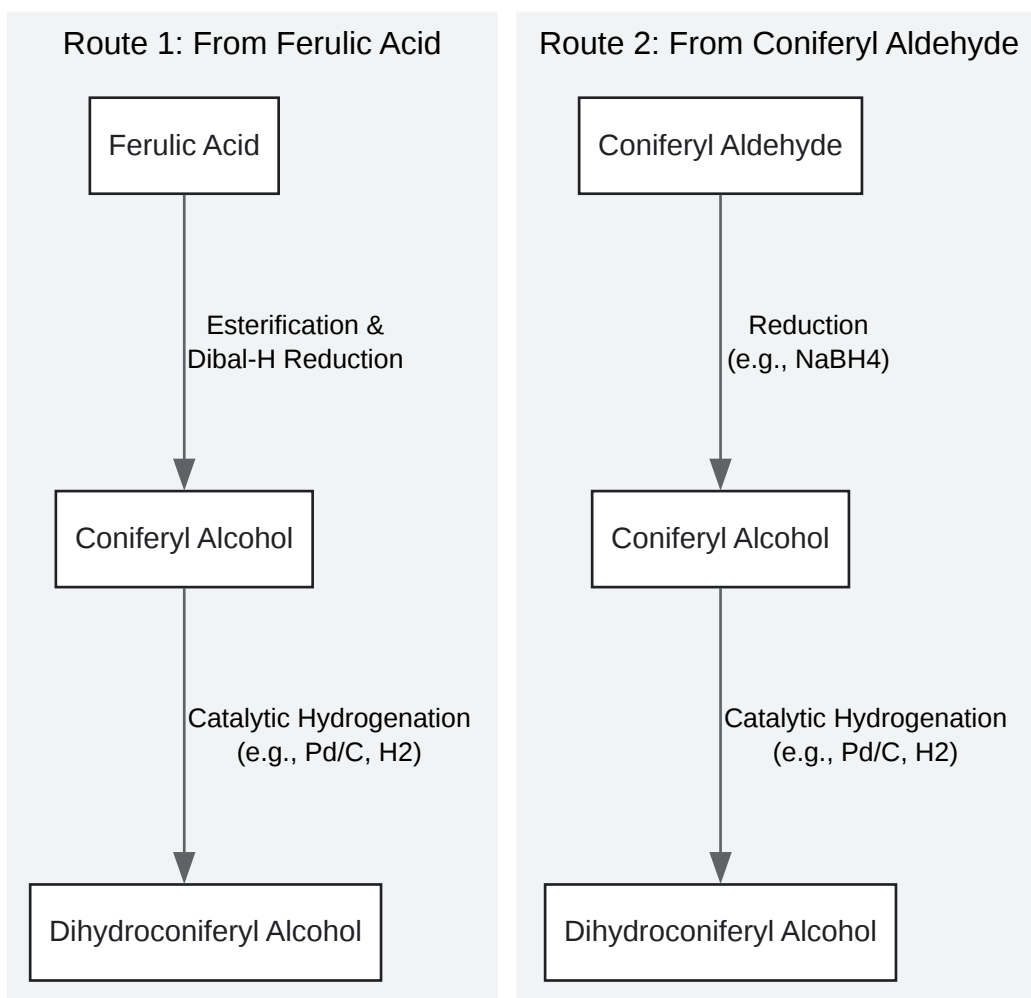 Route 1: From Ferulic Acid
Ferulic Acid
Esterification &
Dibal-H Reduction
Coniferyl Alcohol
Catalytic Hydrogenation
(e.g., Pd/C, H2)
Dihydroconiferyl Alcohol
Route 2: From Coniferyl Aldehyde
Coniferyl Aldehyde
Reduction
(e.g., NaBH4)
Coniferyl Alcohol
Catalytic Hydrogenation
(e.g., Pd/C, H2)
Dihydroconiferyl Alcohol